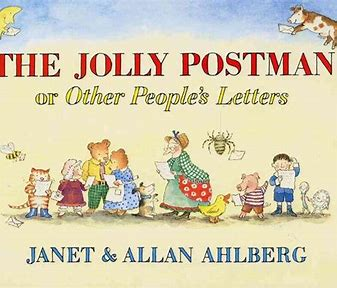 THE JOLLY POSTMAN
or Other People's Letters
JANET & ALLAN AHLBERG